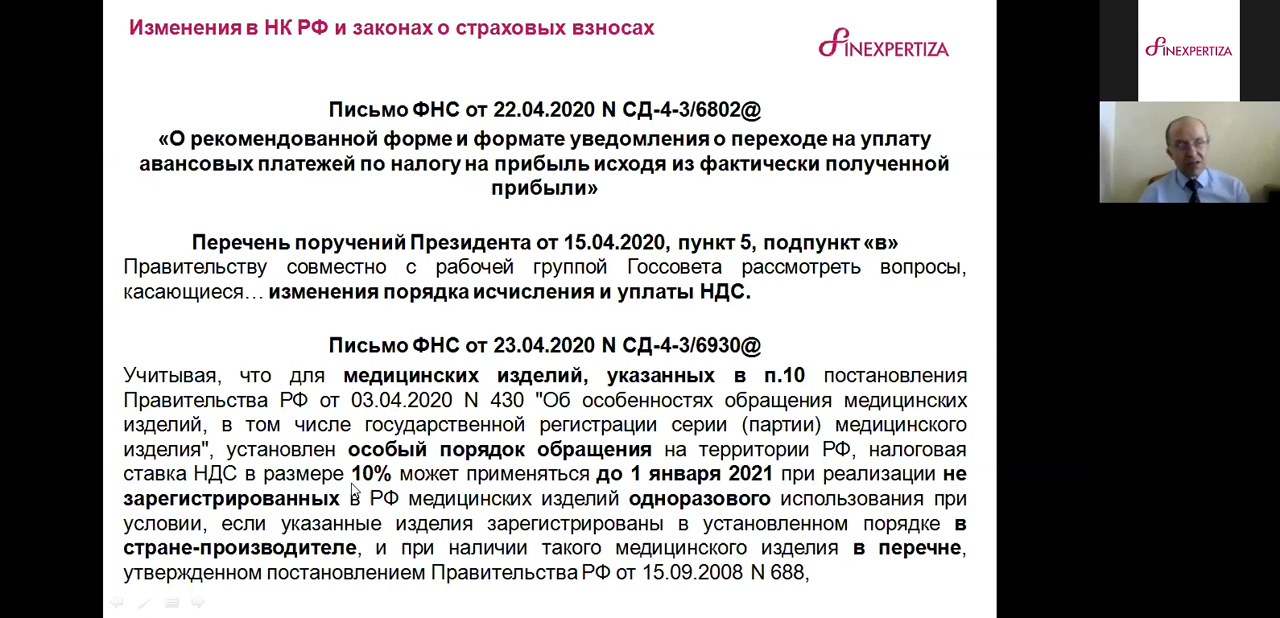 Изменения в НК РФ и законах о страховых взносах
FINEXPERTIZA
FINEXPERTIZA
Письмо ФНС от 22.04.2020 N СД-4-3/6802@
«О рекомендованной форме и формате уведомления о переходе на уплату
авансовых платежей по налогу на прибыль исходя из фактически полученной
прибыли»
Перечень поручений Президента от 15.04.2020, пункт 5, подпункт «в»
Правительству совместно с рабочей группой Госсовета рассмотреть вопросы,
касающиеся… изменения порядка исчисления и уплаты НДС.
Письмо ФНС от 23.04.2020 N СД-4-3/6930@
Учитывая, что для медицинских изделий, указанных в п.10 постановления
Правительства РФ от 03.04.2020 N 430 "Об особенностях обращения медицинских
изделий, в том числе государственной регистрации серии (партии) медицинского
изделия", установлен особый порядок обращения на территории РФ, налоговая
ставка НДС в размере 10% может применяться до 1 января 2021 при реализации не
зарегистрированных в РФ медицинских изделий одноразового использования при
условии, если указанные изделия зарегистрированы в установленном порядке в
стране-производителе, и при наличии такого медицинского изделия в перечне,
утвержденном постановлением Правительства РФ от 15.09.2008 N 688,